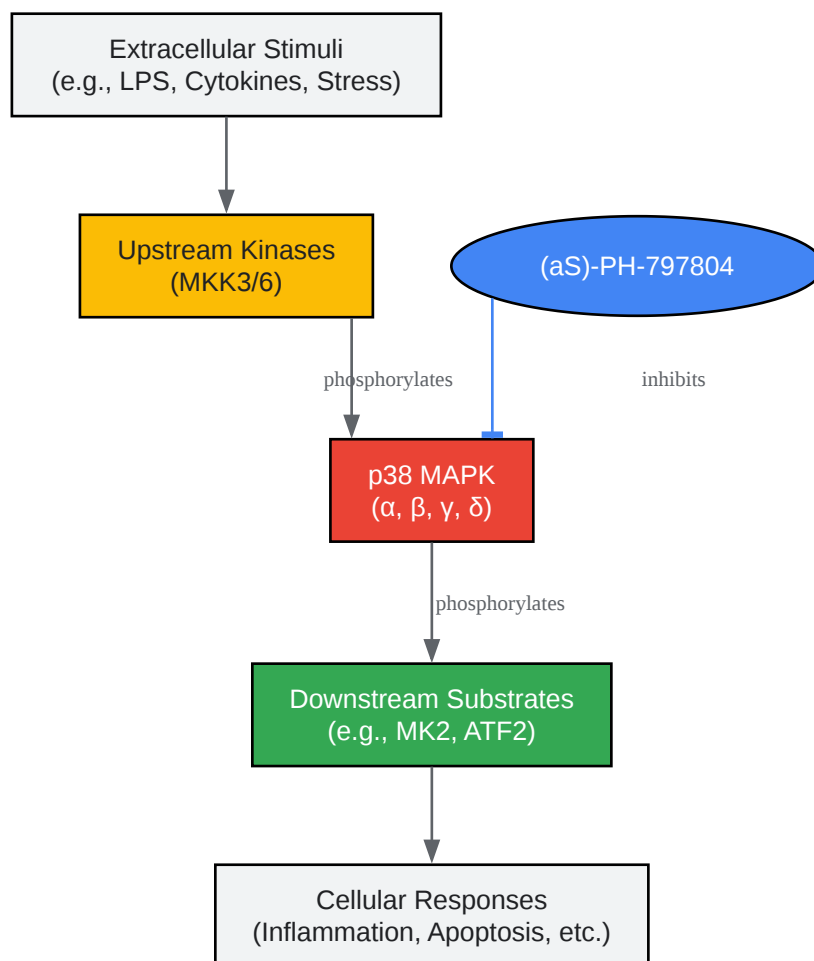 Extracellular Stimuli
(e.g., LPS, Cytokines, Stress)
Upstream Kinases
(MKK3/6)
(aS)-PH-797804
phosphorylates
inhibits
p38 MAPK
(α, β, γ, δ)
phosphorylates
Downstream Substrates
(e.g., MK2, ATF2)
Cellular Responses
(Inflammation, Apoptosis, etc.)